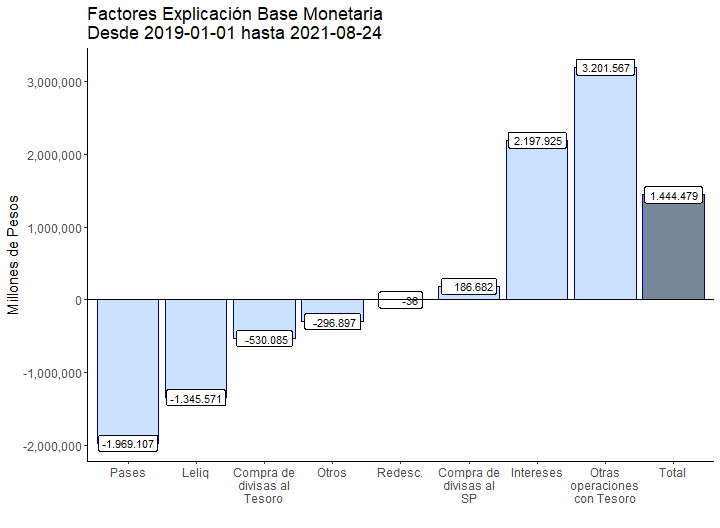 Factores Explicación Base Monetaria
Desde 2019-01-01 hasta 2021-08-24
Millones de Pesos
3,000,000
2,000,000
1,000,000
0
-1,000,000
-2,000,000
-1.969.107
-1.345.571
-530.085
-296.897
-36
186.682
2.197.925
3.201.567
1.444.479
Pases
Leliq
Compra de
divisas al
Tesoro
Otros
Redesc.
Compra de
divisas al
SP
Intereses
Otras
operaciones
con Tesoro
Total